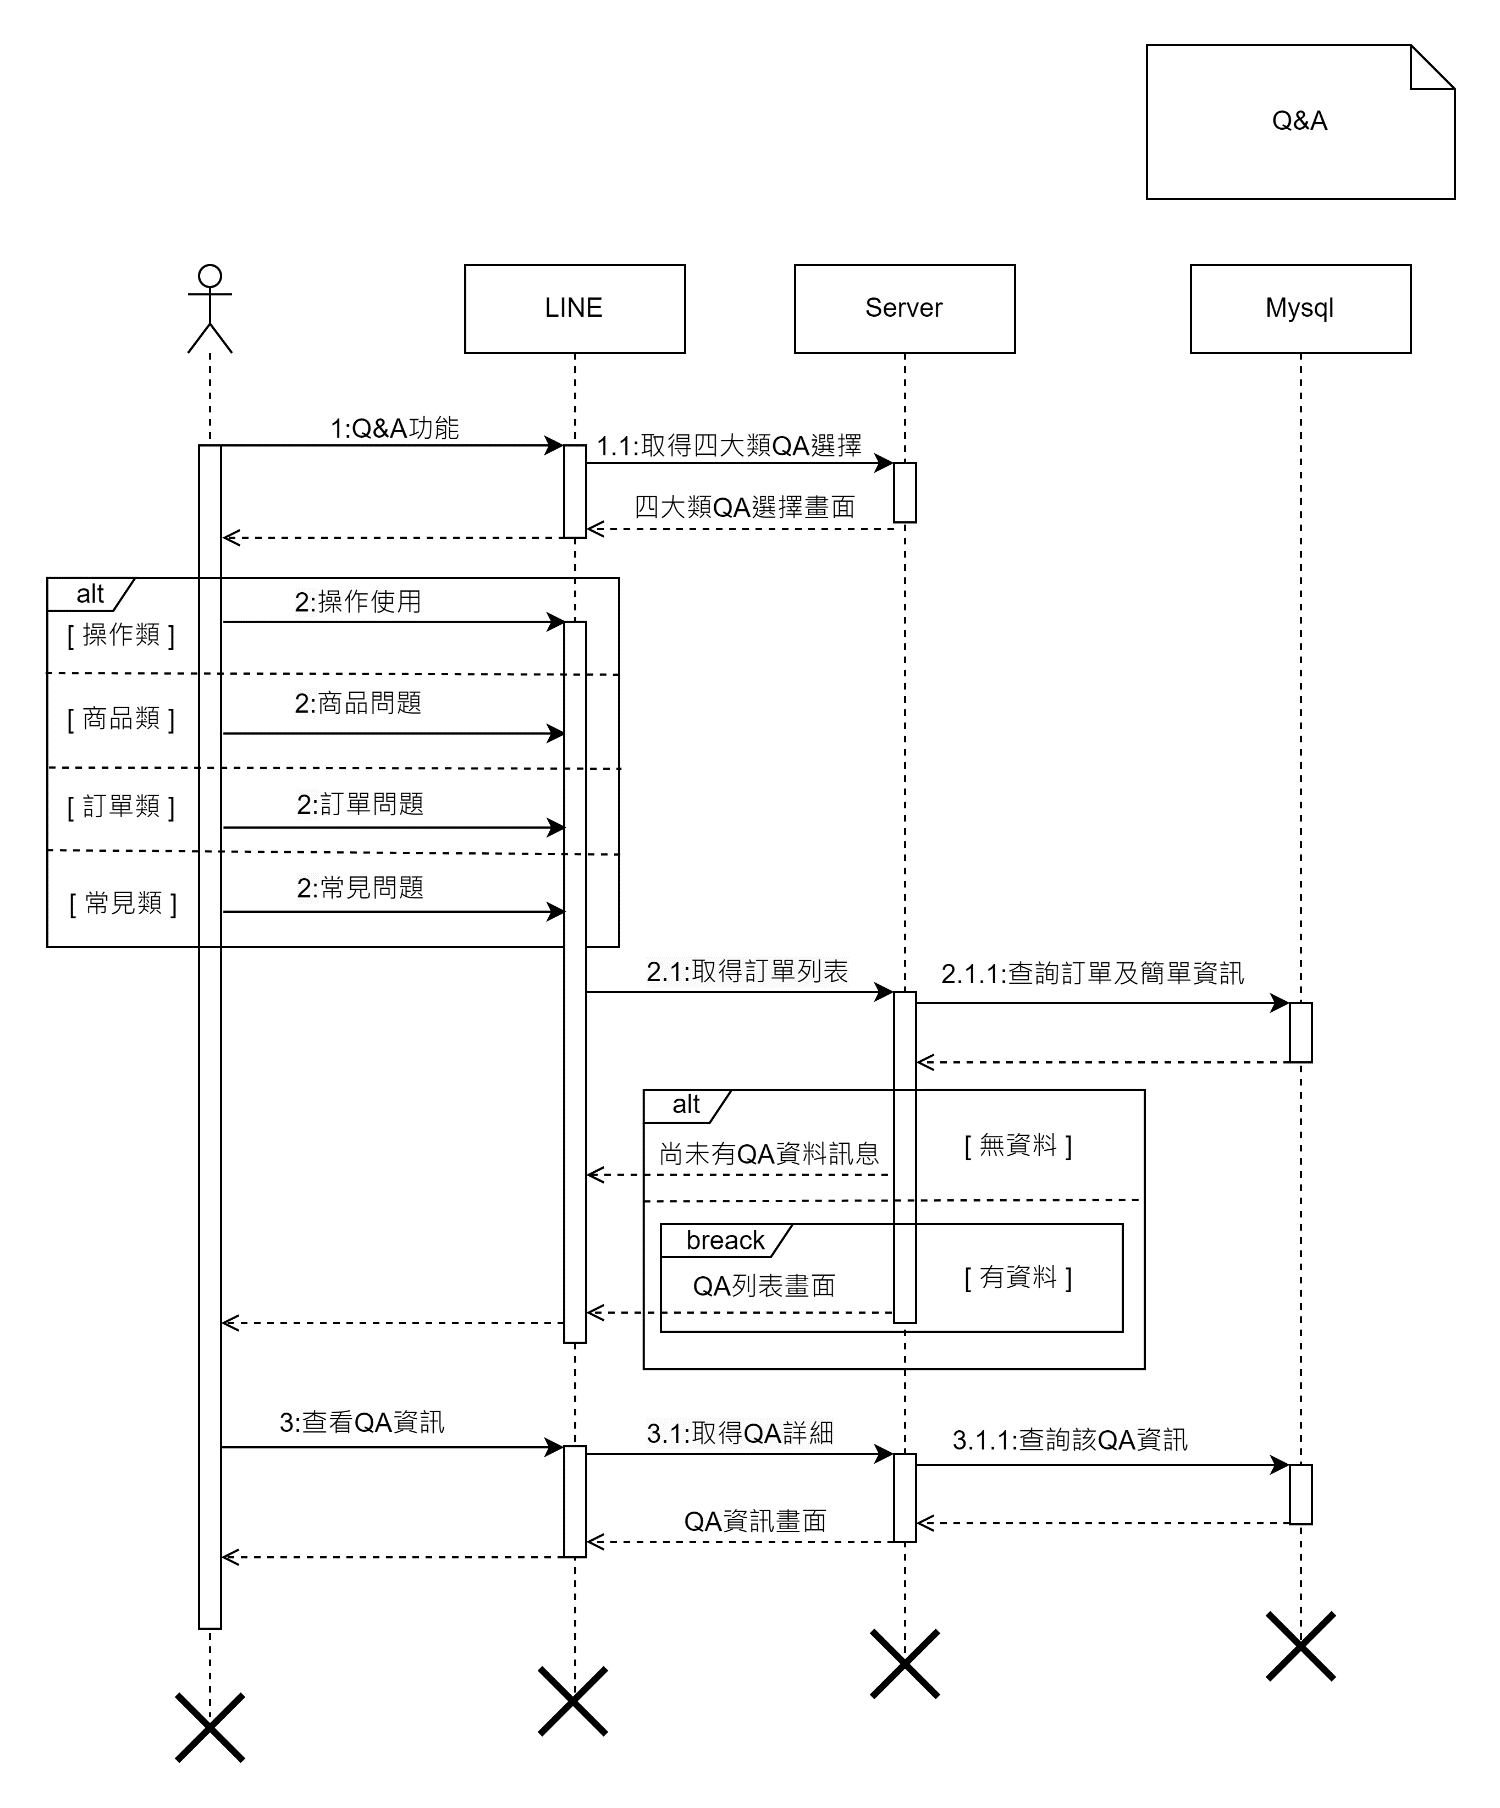 Q&A
LINE
Server
Mysql
1:Q&A功能
1.1:取得四大類QA選擇
四大類QA選擇畫面
alt
2:操作使用
[ 操作類 ]
2:商品問題
[ 商品類 ]
2:訂單問題
[ 訂單類 ]
2:常見問題
[ 常見類 ]
2.1:取得訂單列表
2.1.1:查詢訂單及簡單資訊
alt
尚未有QA資料訊息
[ 無資料 ]
breack
QA列表畫面
[ 有資料 ]
3:查看QA資訊
3.1:取得QA詳細
3.1.1:查詢該QA資訊
QA資訊畫面